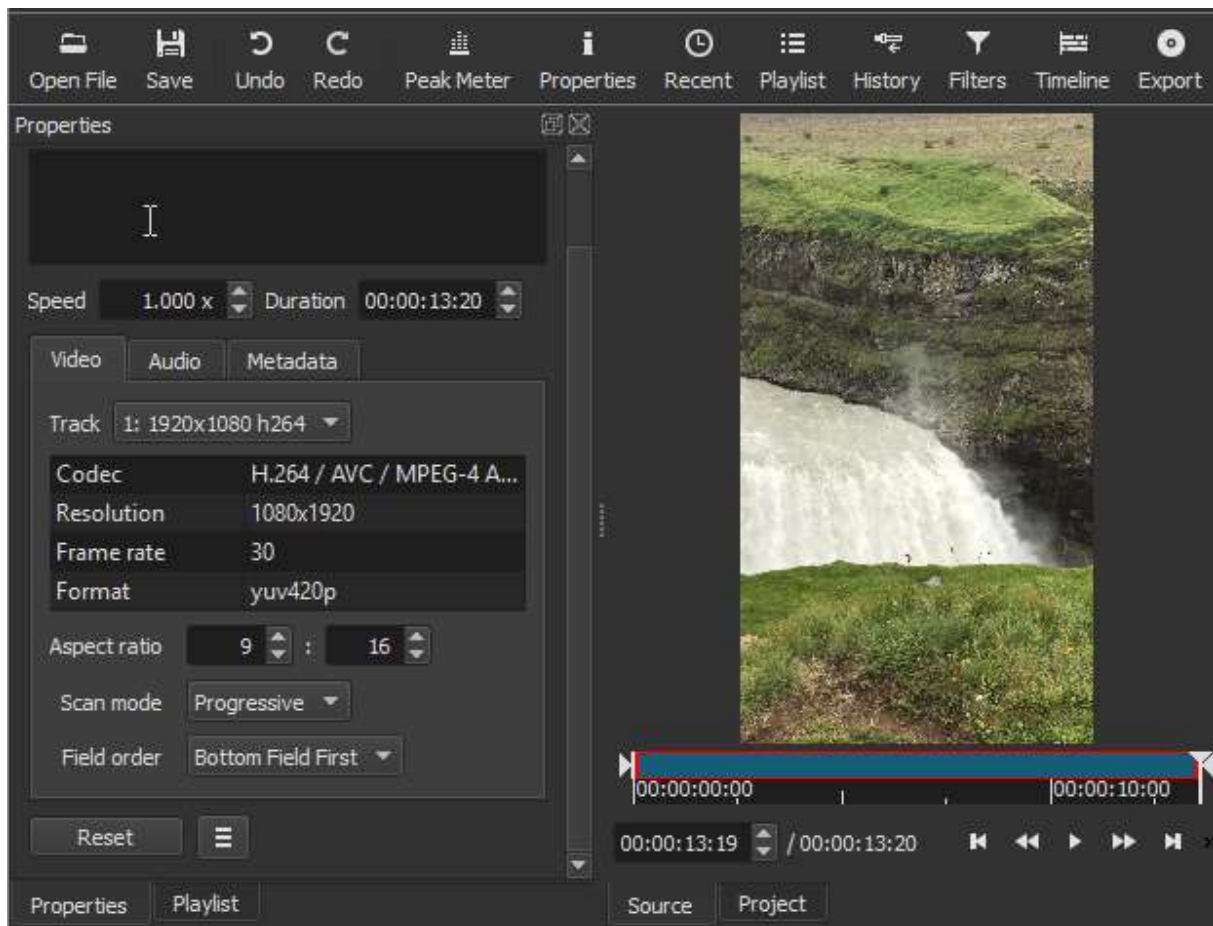 Open File Save Undo Redo Peak Meter Properties Recent Playlist History Filters Timeline Export
Properties
Speed 1.000 x Duration 00:00:13:20
Video Audio Metadata
Track 1: 1920x1080 h264
Codec H.264 / AVC / MPEG-4 A...
Resolution 1080x1920
Frame rate 30
Format yuv420p
Aspect ratio 9 : 16
Scan mode Progressive
Field order Bottom Field First
Reset
Properties Playlist
00:00:00:00 00:00:10:00
00:00:13:19 / 00:00:13:20
Source Project